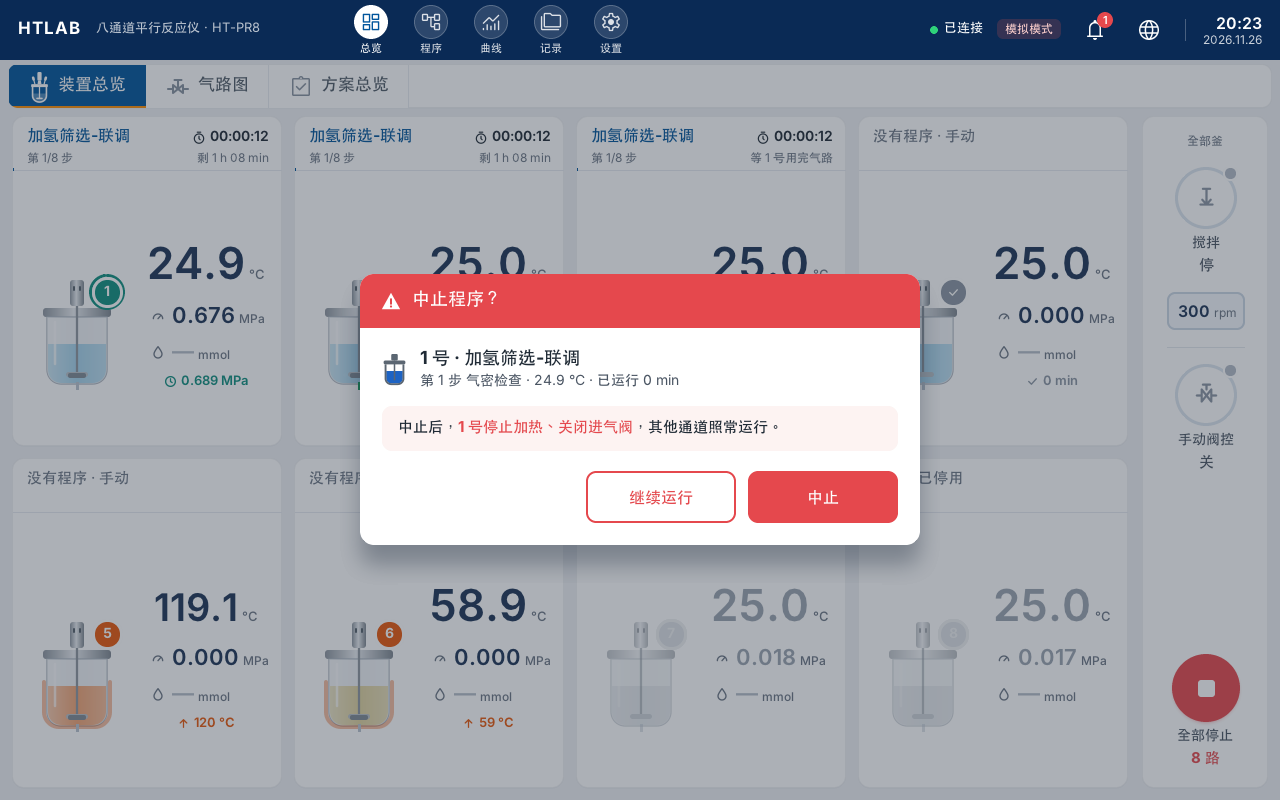 HTLAB 八通道平行反应仪 · HT-PR8
总览 程序 曲线 记录 设置
已连接 模拟模式 1 20:23
2026.11.26
装置总览 气路图 方案总览
加氢筛选-联调 00:00:12
第 1/8 步 剩 1 h 08 min
24.9 °C
1
0.676 MPa
mmol
0.689 MPa
加氢筛选-联调 00:00:12
第 1/8 步 剩 1 h 08 min
25.0 °C
加氢筛选-联调 00:00:12
第 1/8 步 等 1 号用完气路
25.0 °C
没有程序 · 手动
25.0 °C
0.000 MPa
mmol
0 min
全部釜
搅拌
停
300 rpm
手动阀控
关
中止程序？
1 号 · 加氢筛选-联调
第 1 步 气密检查 · 24.9 °C · 已运行 0 min
中止后，1 号停止加热、关闭进气阀，其他通道照常运行。
继续运行 中止
没有程序 · 手动
119.1 °C
5
0.000 MPa
mmol
120 °C
没有程
58.9 °C
6
0.000 MPa
mmol
59 °C
25.0 °C
7
0.018 MPa
mmol
已停用
25.0 °C
8
0.017 MPa
mmol
全部停止
8 路